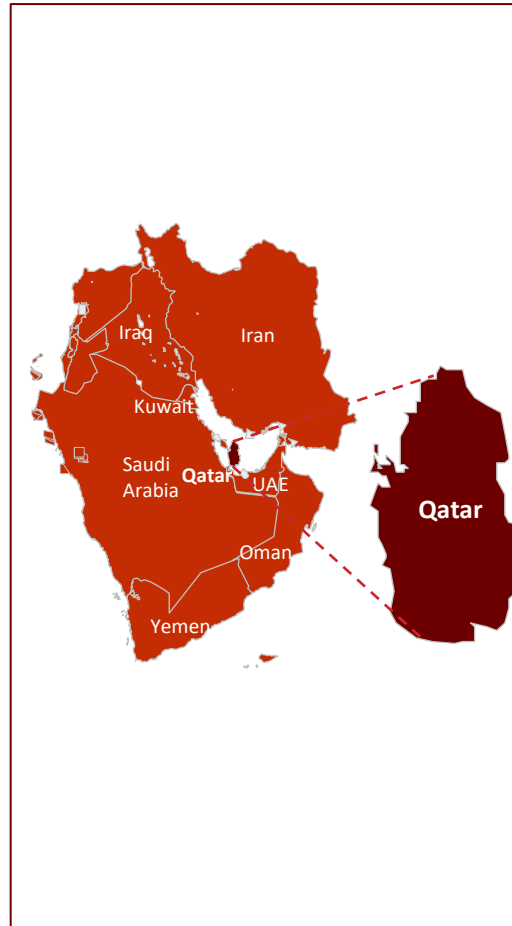 Iraq
Iran
Kuwait
Saudi
Arabia
Qatar
UAE
Qatar
Oman
Yemen